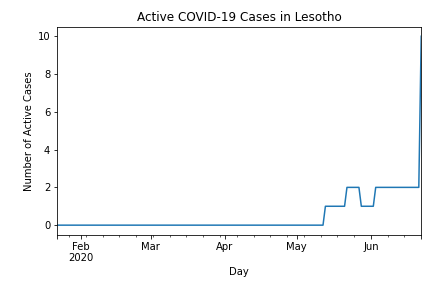 Active COVID-19 Cases in Lesotho
Number of Active Cases
10
8
6
4
2
0
Feb
2020
Mar
Apr
May
Jun
Day